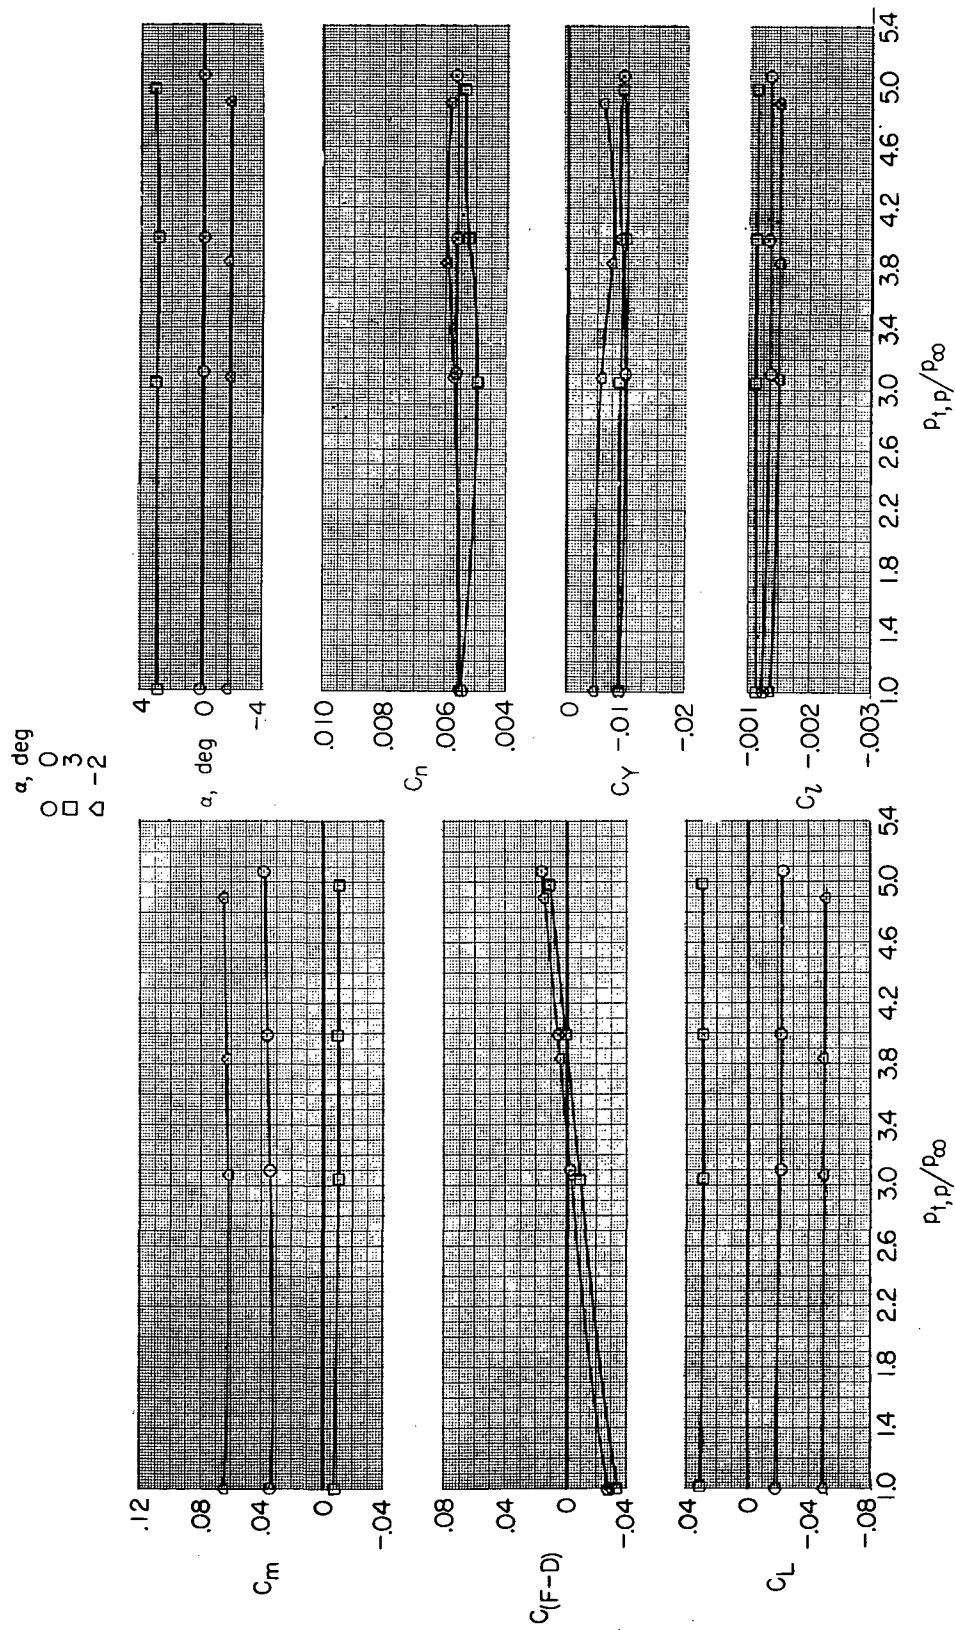 α, deg
○ 0
□ 3
△ -2
.12
.08
.04
0
-.04
Cm
.08
.04
0
-.04
C(F-D)
.04
0
-.04
-.08
CL
1.0 1.4 1.8 2.2 2.6 3.0 3.4 3.8 4.2 4.6 5.0 5.4
pt,p/p∞
4
0
-4
α, deg
.010
.008
.006
.004
Cn
0
-.01
-.02
CY
-.001
-.002
-.003
Cl
1.0 1.4 1.8 2.2 2.6 3.0 3.4 3.8 4.2 4.6 5.0 5.4
pt,p/p∞